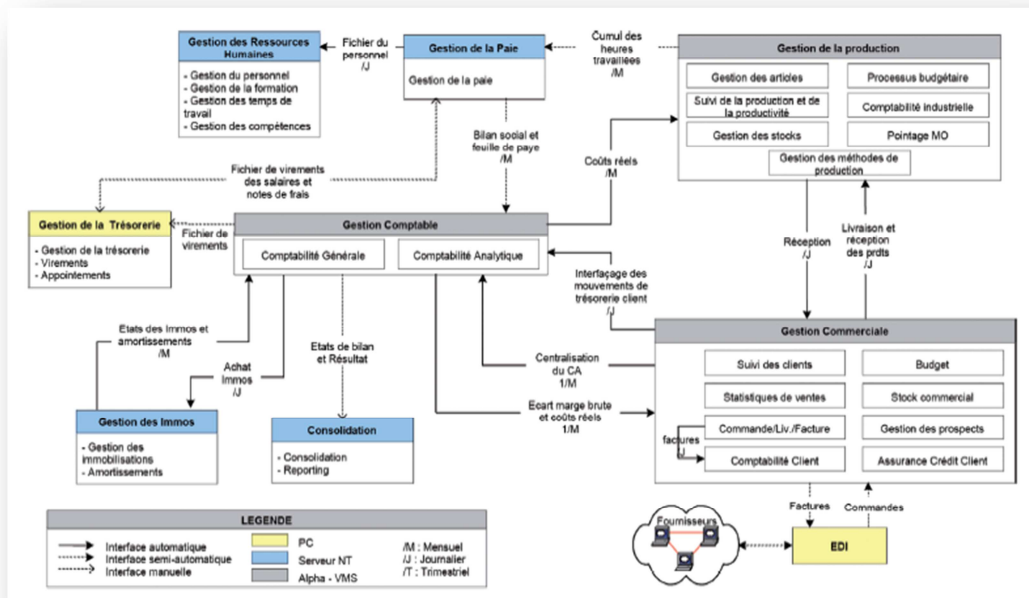 Gestion des Ressources
Humaines
- Gestion du personnel
- Gestion de la formation
- Gestion des temps de
travail
- Gestion des compétences
Fichier du
personnel
/J
Gestion de la Paie
Gestion de la paie
Cumul des
heures
travaillées
/M
Gestion de la production
Gestion des articles
Processus budgétaire
Suivi de la production et de
la productivité
Comptabilité industrielle
Gestion des stocks
Pointage MO
Gestion des méthodes de
production
Bilan social et
feuille de paye
/M
Coûts réels
/M
Fichier de virements
des salaires et
notes de frais
Gestion de la Trésorerie
- Gestion de la trésorerie
- Virements
- Appointements
Fichier de
virements
Gestion Comptable
Comptabilité Générale
Comptabilité Analytique
Réception
/J
Livraison et
réception
des prdts
/J
Interfaçage des
mouvements de
trésorerie client
/J
Etats des Immos et
amortissements
/M
Achat
Immos
/J
Etats de bilan
et Résultat
Centralisation
du CA
1/M
Ecart marge brute
et coûts réels
1/M
Gestion Commerciale
Suivi des clients
Budget
Statistiques de ventes
Stock commercial
Commande/Liv./Facture
Gestion des prospects
factures
/J
Comptabilité Client
Assurance Crédit Client
Gestion des Immos
- Gestion des
immobilisations
- Amortissements
Consolidation
- Consolidation
- Reporting
Factures
Commandes
Fournisseurs
EDI
LEGENDE
Interface automatique
Interface semi-automatique
Interface manuelle
PC
Serveur NT
Alpha - VMS
/M : Mensuel
/J : Journalier
/T : Trimestriel